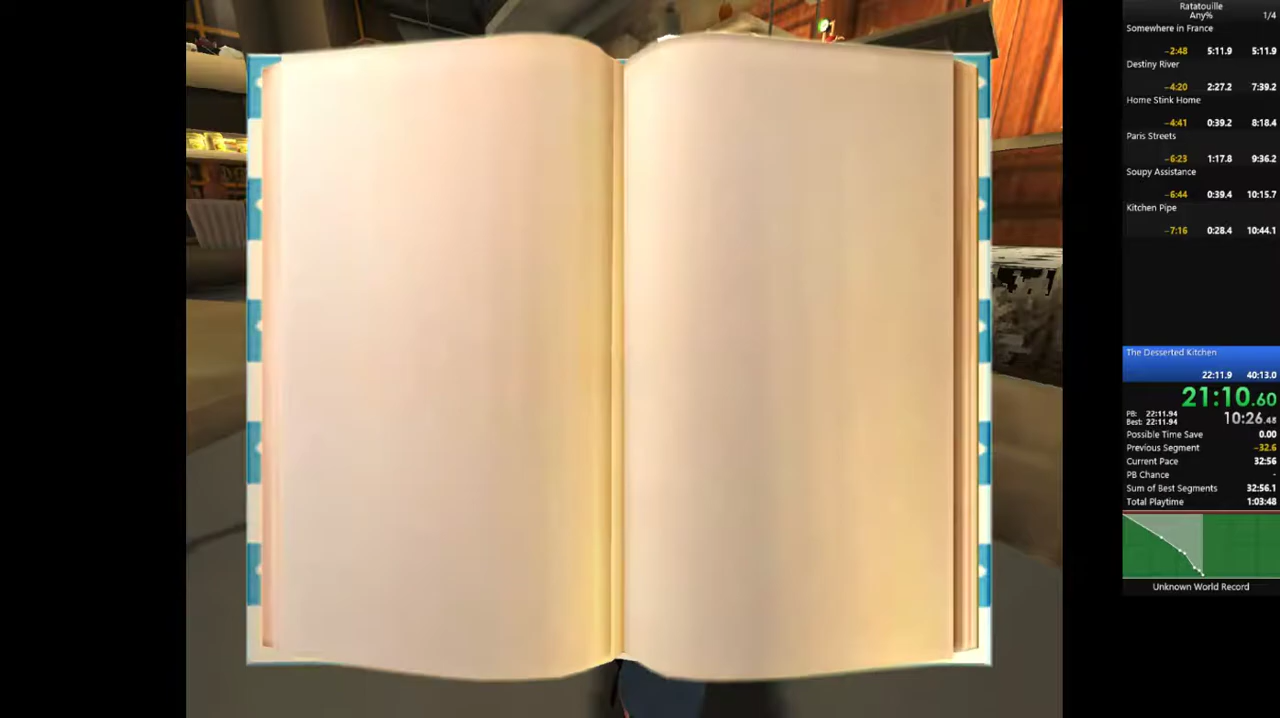 Ratatouille
Any% 1/4
Somewhere in France
−2:48 5:11.9 5:11.9
Destiny River
−4:20 2:27.2 7:39.2
Home Stink Home
−4:41 0:39.2 8:18.4
Paris Streets
−6:23 1:17.8 9:36.2
Soupy Assistance
−6:44 0:39.4 10:15.7
Kitchen Pipe
−7:16 0:28.4 10:44.1
The Desserted Kitchen
22:11.9 40:13.0
21:10.60
PB: 22:11.94
Best: 22:11.94
10:26.48
Possible Time Save 0.00
Previous Segment −32.6
Current Pace 32:56
PB Chance -
Sum of Best Segments 32:56.1
Total Playtime 1:03:48
Unknown World Record